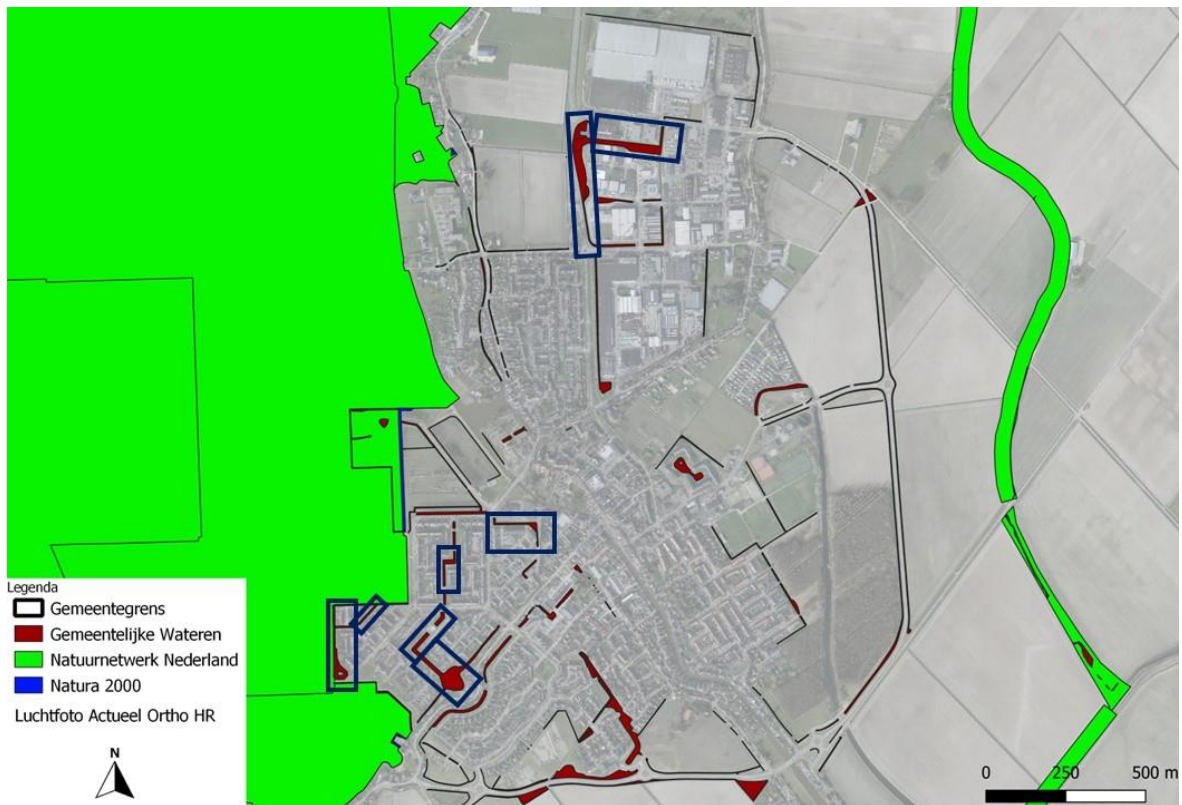 Legenda
Gemeentegrens
Gemeentelijke Wateren
Natuurnetwerk Nederland
Natura 2000
Luchtfoto Actueel Ortho HR
N
0 250 500 m